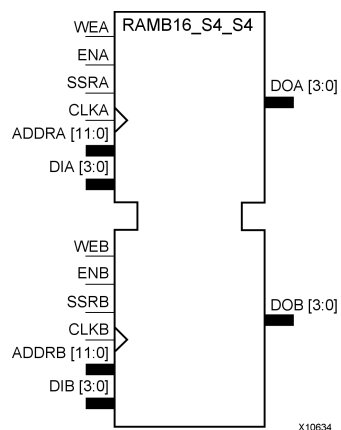 RAMB16_S4_S4
WEA
ENA
SSRA
CLKA
ADDRA [11:0]
DIA [3:0]
DOA [3:0]
WEB
ENB
SSRB
CLKB
ADDRB [11:0]
DIB [3:0]
DOB [3:0]
X10634